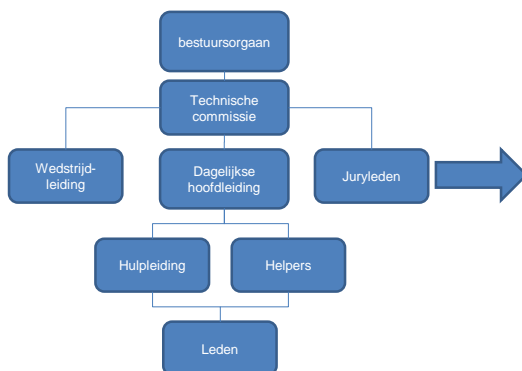 bestuursorgaan
Technische
commissie
Wedstrijd-
leiding
Dagelijkse
hoofdleiding
Juryleden
Hulpleiding
Helpers
Leden